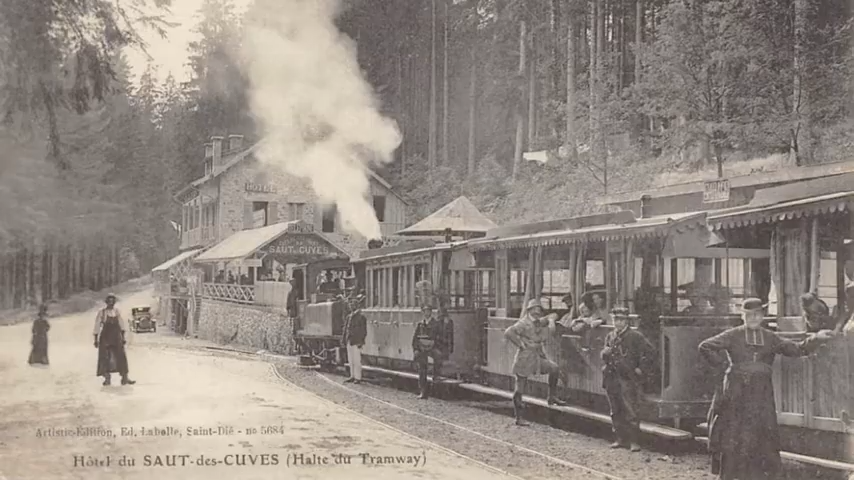 HOTEL
SAUT DES CUVES
Artistic-Edition, Ed. Labolle, Saint-Dié - no 5684
Hôtel du SAUT-des-CUVES (Halte du Tramway)